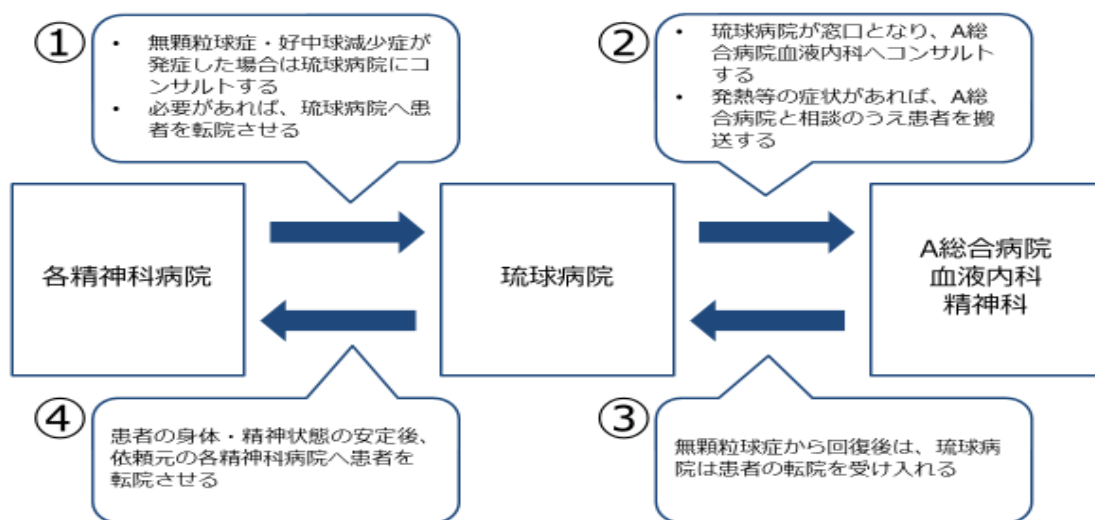 ①
• 無顆粒球症・好中球減少症が
発症した場合は琉球病院にコ
ンサルトする
• 必要があれば、琉球病院へ患
者を転院させる
②
• 琉球病院が窓口となり、A総
合病院血液内科へコンサルト
する
• 発熱等の症状があれば、A総
合病院と相談のうえ患者を搬
送する
各精神科病院
琉球病院
A総合病院
血液内科
精神科
④
患者の身体・精神状態の安定後、
依頼元の各精神科病院へ患者を
転院させる
③
無顆粒球症から回復後は、琉球病
院は患者の転院を受け入れる